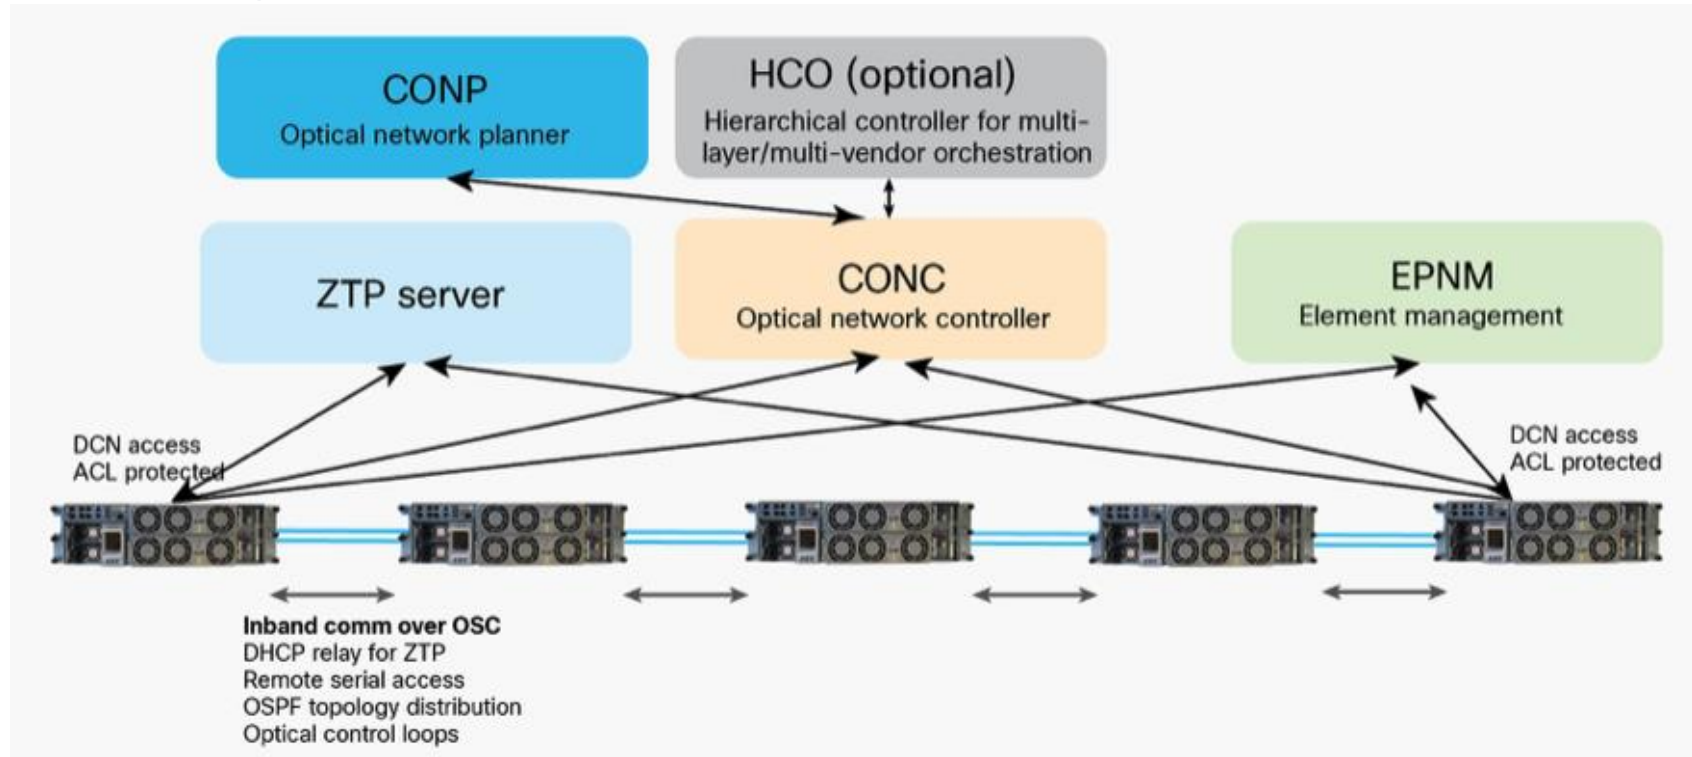 CONP
Optical network planner
HCO (optional)
Hierarchical controller for multi-
layer/multi-vendor orchestration
ZTP server
CONC
Optical network controller
EPNM
Element management
DCN access
ACL protected
DCN access
ACL protected
Inband comm over OSC
DHCP relay for ZTP
Remote serial access
OSPF topology distribution
Optical control loops